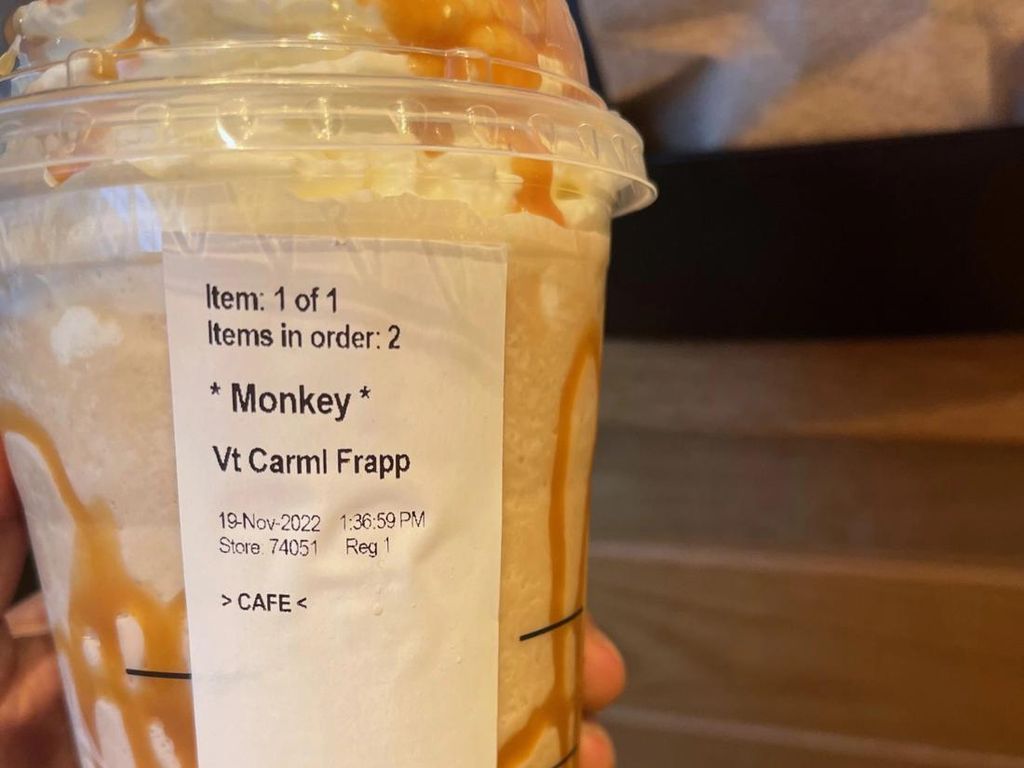 Item: 1 of 1
Items in order: 2
* Monkey *
Vt Carml Frapp
19-Nov-2022 1:36:59 PM
Store: 74051 Reg 1
> CAFE <